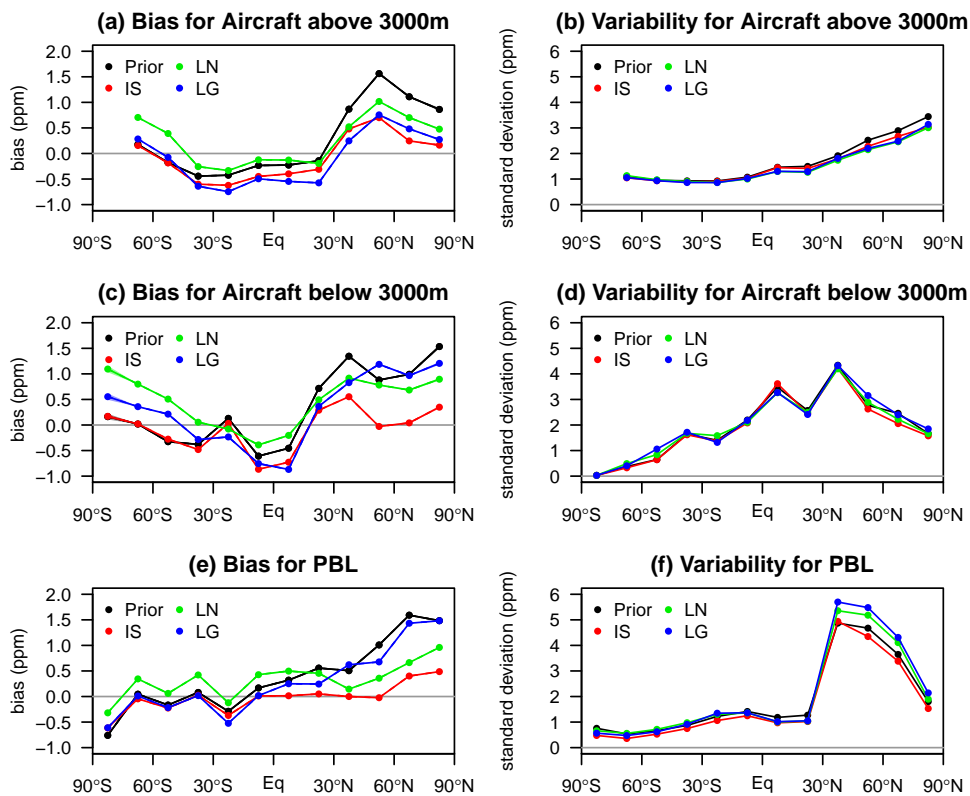 (a) Bias for Aircraft above 3000m
bias (ppm)
2.0
1.5
1.0
0.5
0.0
−0.5
−1.0
Prior
IS
LN
LG
90°S 60°S 30°S Eq 30°N 60°N 90°N
(b) Variability for Aircraft above 3000m
standard deviation (ppm)
6
5
4
3
2
1
0
Prior
IS
LN
LG
90°S 60°S 30°S Eq 30°N 60°N 90°N
(c) Bias for Aircraft below 3000m
bias (ppm)
2.0
1.5
1.0
0.5
0.0
−0.5
−1.0
Prior
IS
LN
LG
90°S 60°S 30°S Eq 30°N 60°N 90°N
(d) Variability for Aircraft below 3000m
standard deviation (ppm)
6
5
4
3
2
1
0
Prior
IS
LN
LG
90°S 60°S 30°S Eq 30°N 60°N 90°N
(e) Bias for PBL
bias (ppm)
2.0
1.5
1.0
0.5
0.0
−0.5
−1.0
Prior
IS
LN
LG
90°S 60°S 30°S Eq 30°N 60°N 90°N
(f) Variability for PBL
standard deviation (ppm)
6
5
4
3
2
1
0
Prior
IS
LN
LG
90°S 60°S 30°S Eq 30°N 60°N 90°N